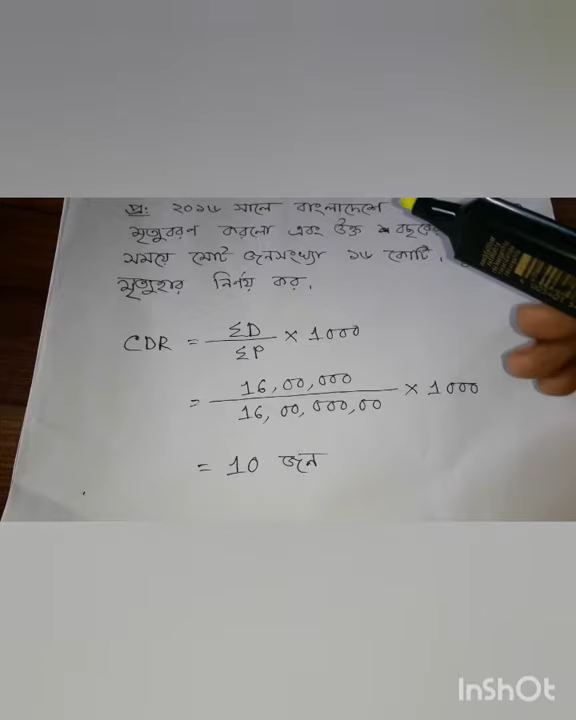 প্র: ২০১৬ সালে বাংলাদেশে
মৃত্যুবরণ করলো এবং উক্ত বছরের
সময়ে মোট জনসংখ্যা ১৬ কোটি।
মৃত্যুহার নির্ণয় কর।
CDR = ΣD / ΣP × 1000
= 16,00,000 / 16,00,000,00 × 1000
= 10 জন
InShOt